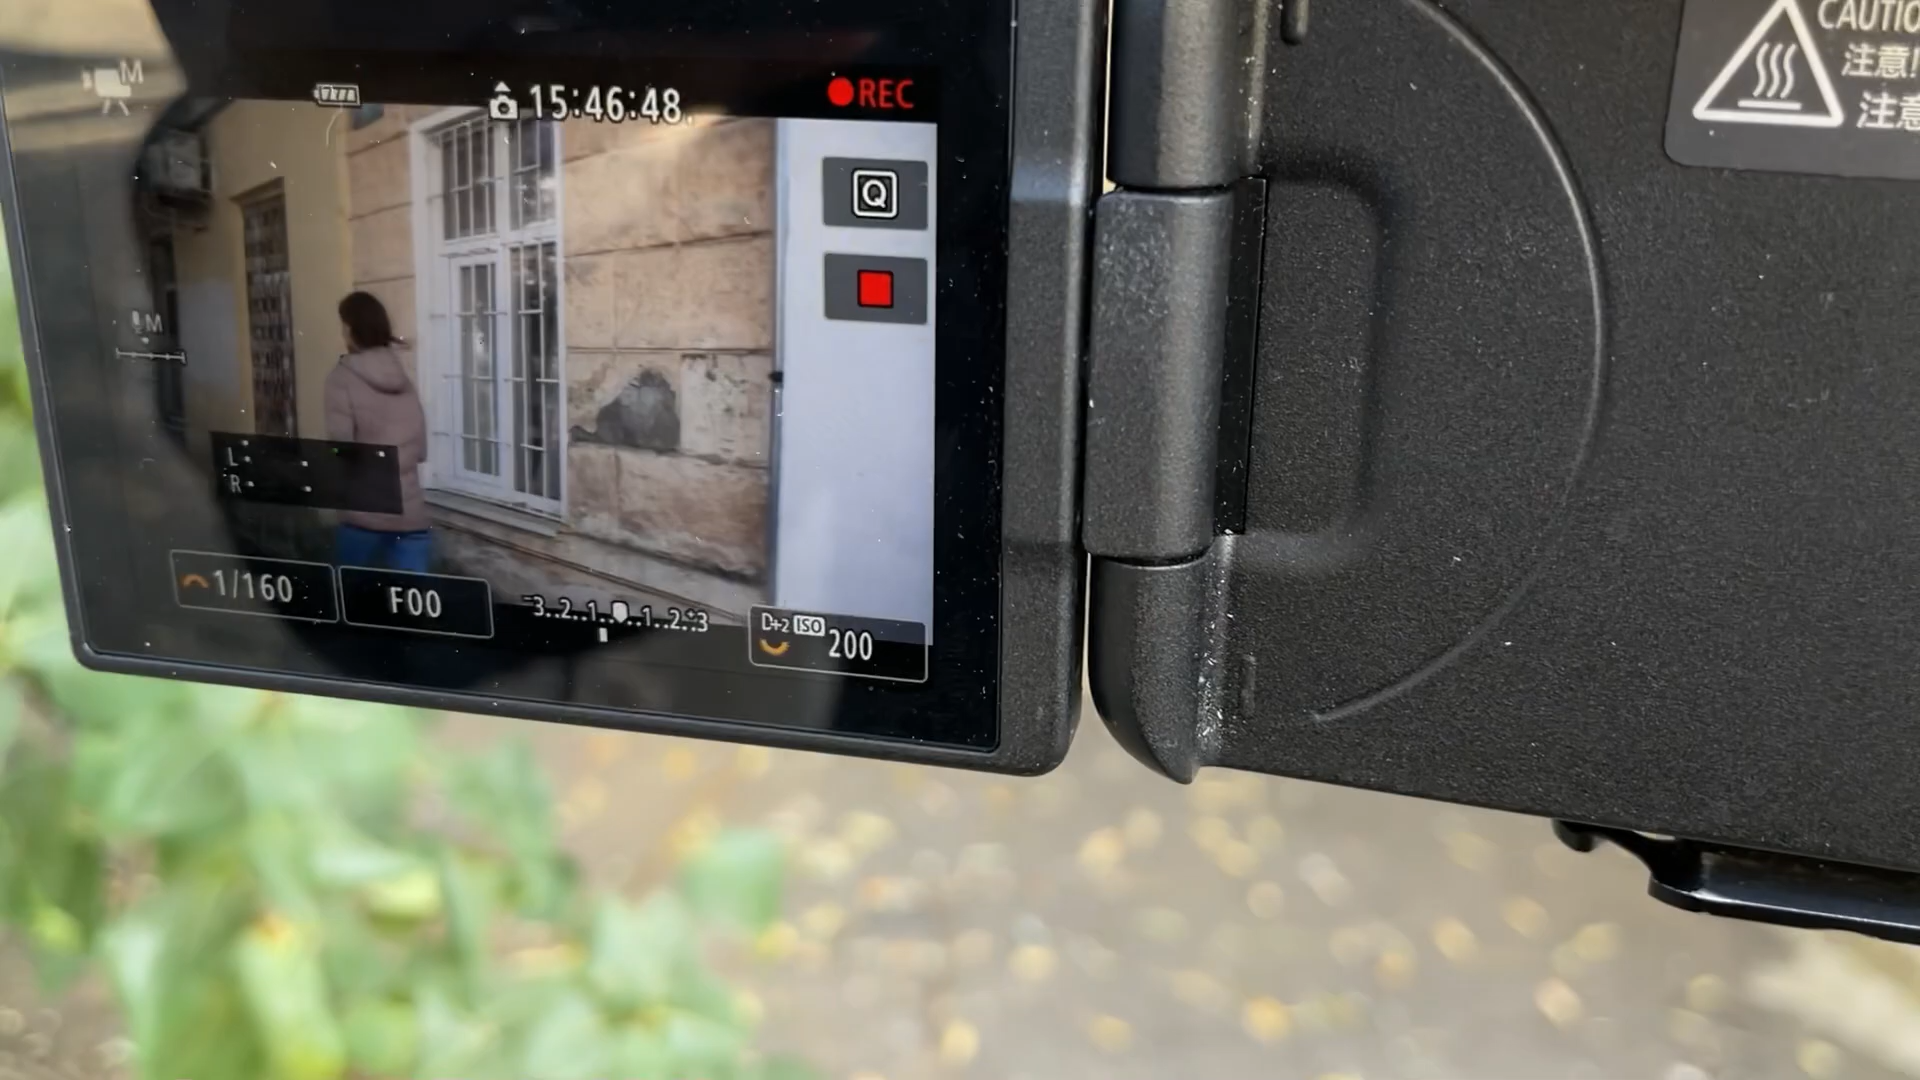 M
15:46:48
REC
Q
M
L
R
1/160
F00
-3..2..1..0..1..2..+3
D+2 ISO 200
CAUTIO
注意!
注意